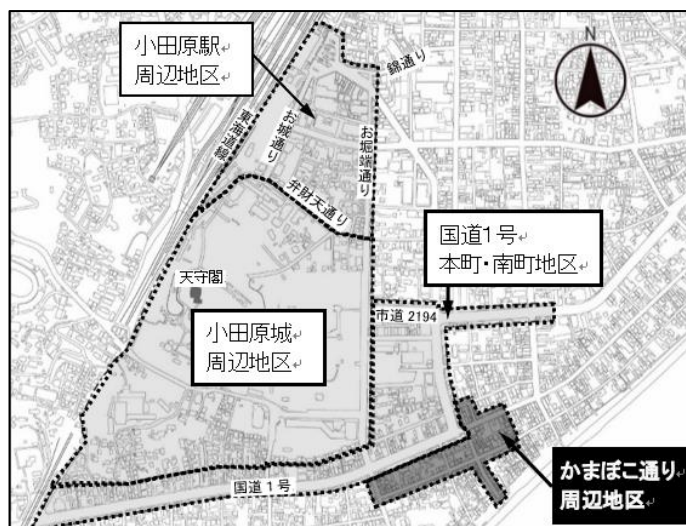 小田原駅
周辺地区
N
錦通り
東海道線
お城通り
お堀端通り
弁財天通り
国道1号
本町・南町地区
天守閣
市道 2194
小田原城
周辺地区
国道1号
かまぼこ通り
周辺地区